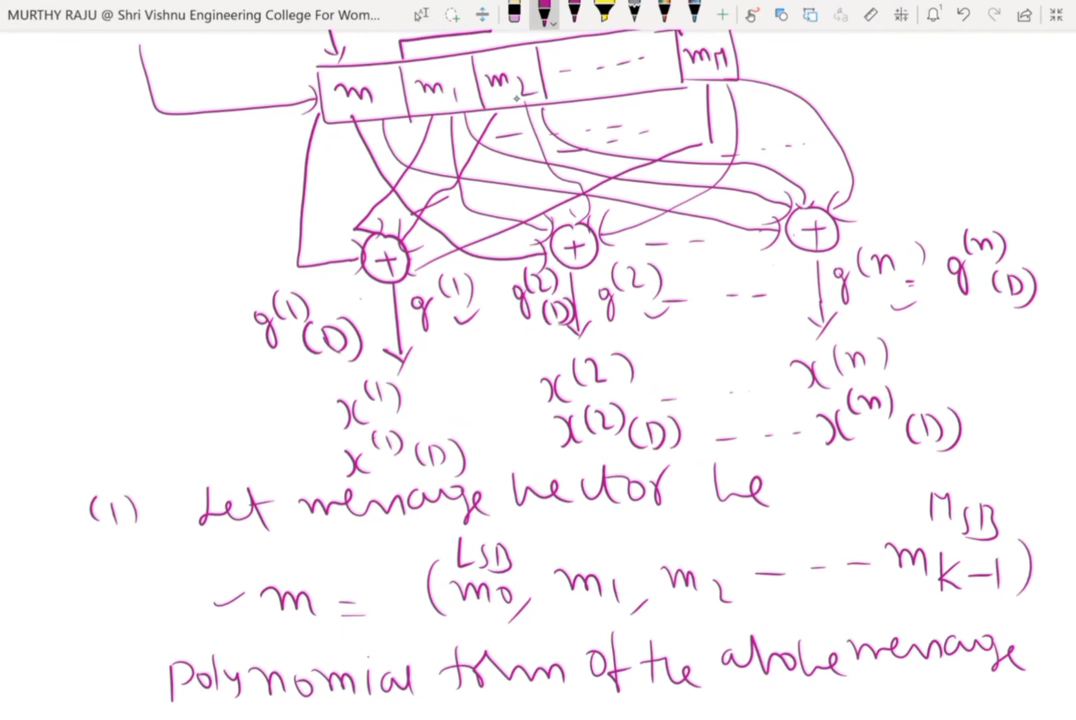 MURTHY RAJU @ Shri Vishnu Engineering College For Wom...
m m1 m2 - ---- mM
+ + -- +
g(1)(D) g(1) g(2)(D) g(2) - -- g(n) g(n)(D)
x(1) x(2) - -- x(n)
x(1)(D) x(2)(D) - --- x(n)(D)
(1) Let message vector be
LSB MSB
m = (m0, m1, m2 - - - - mK-1)
polynomial form of the above message